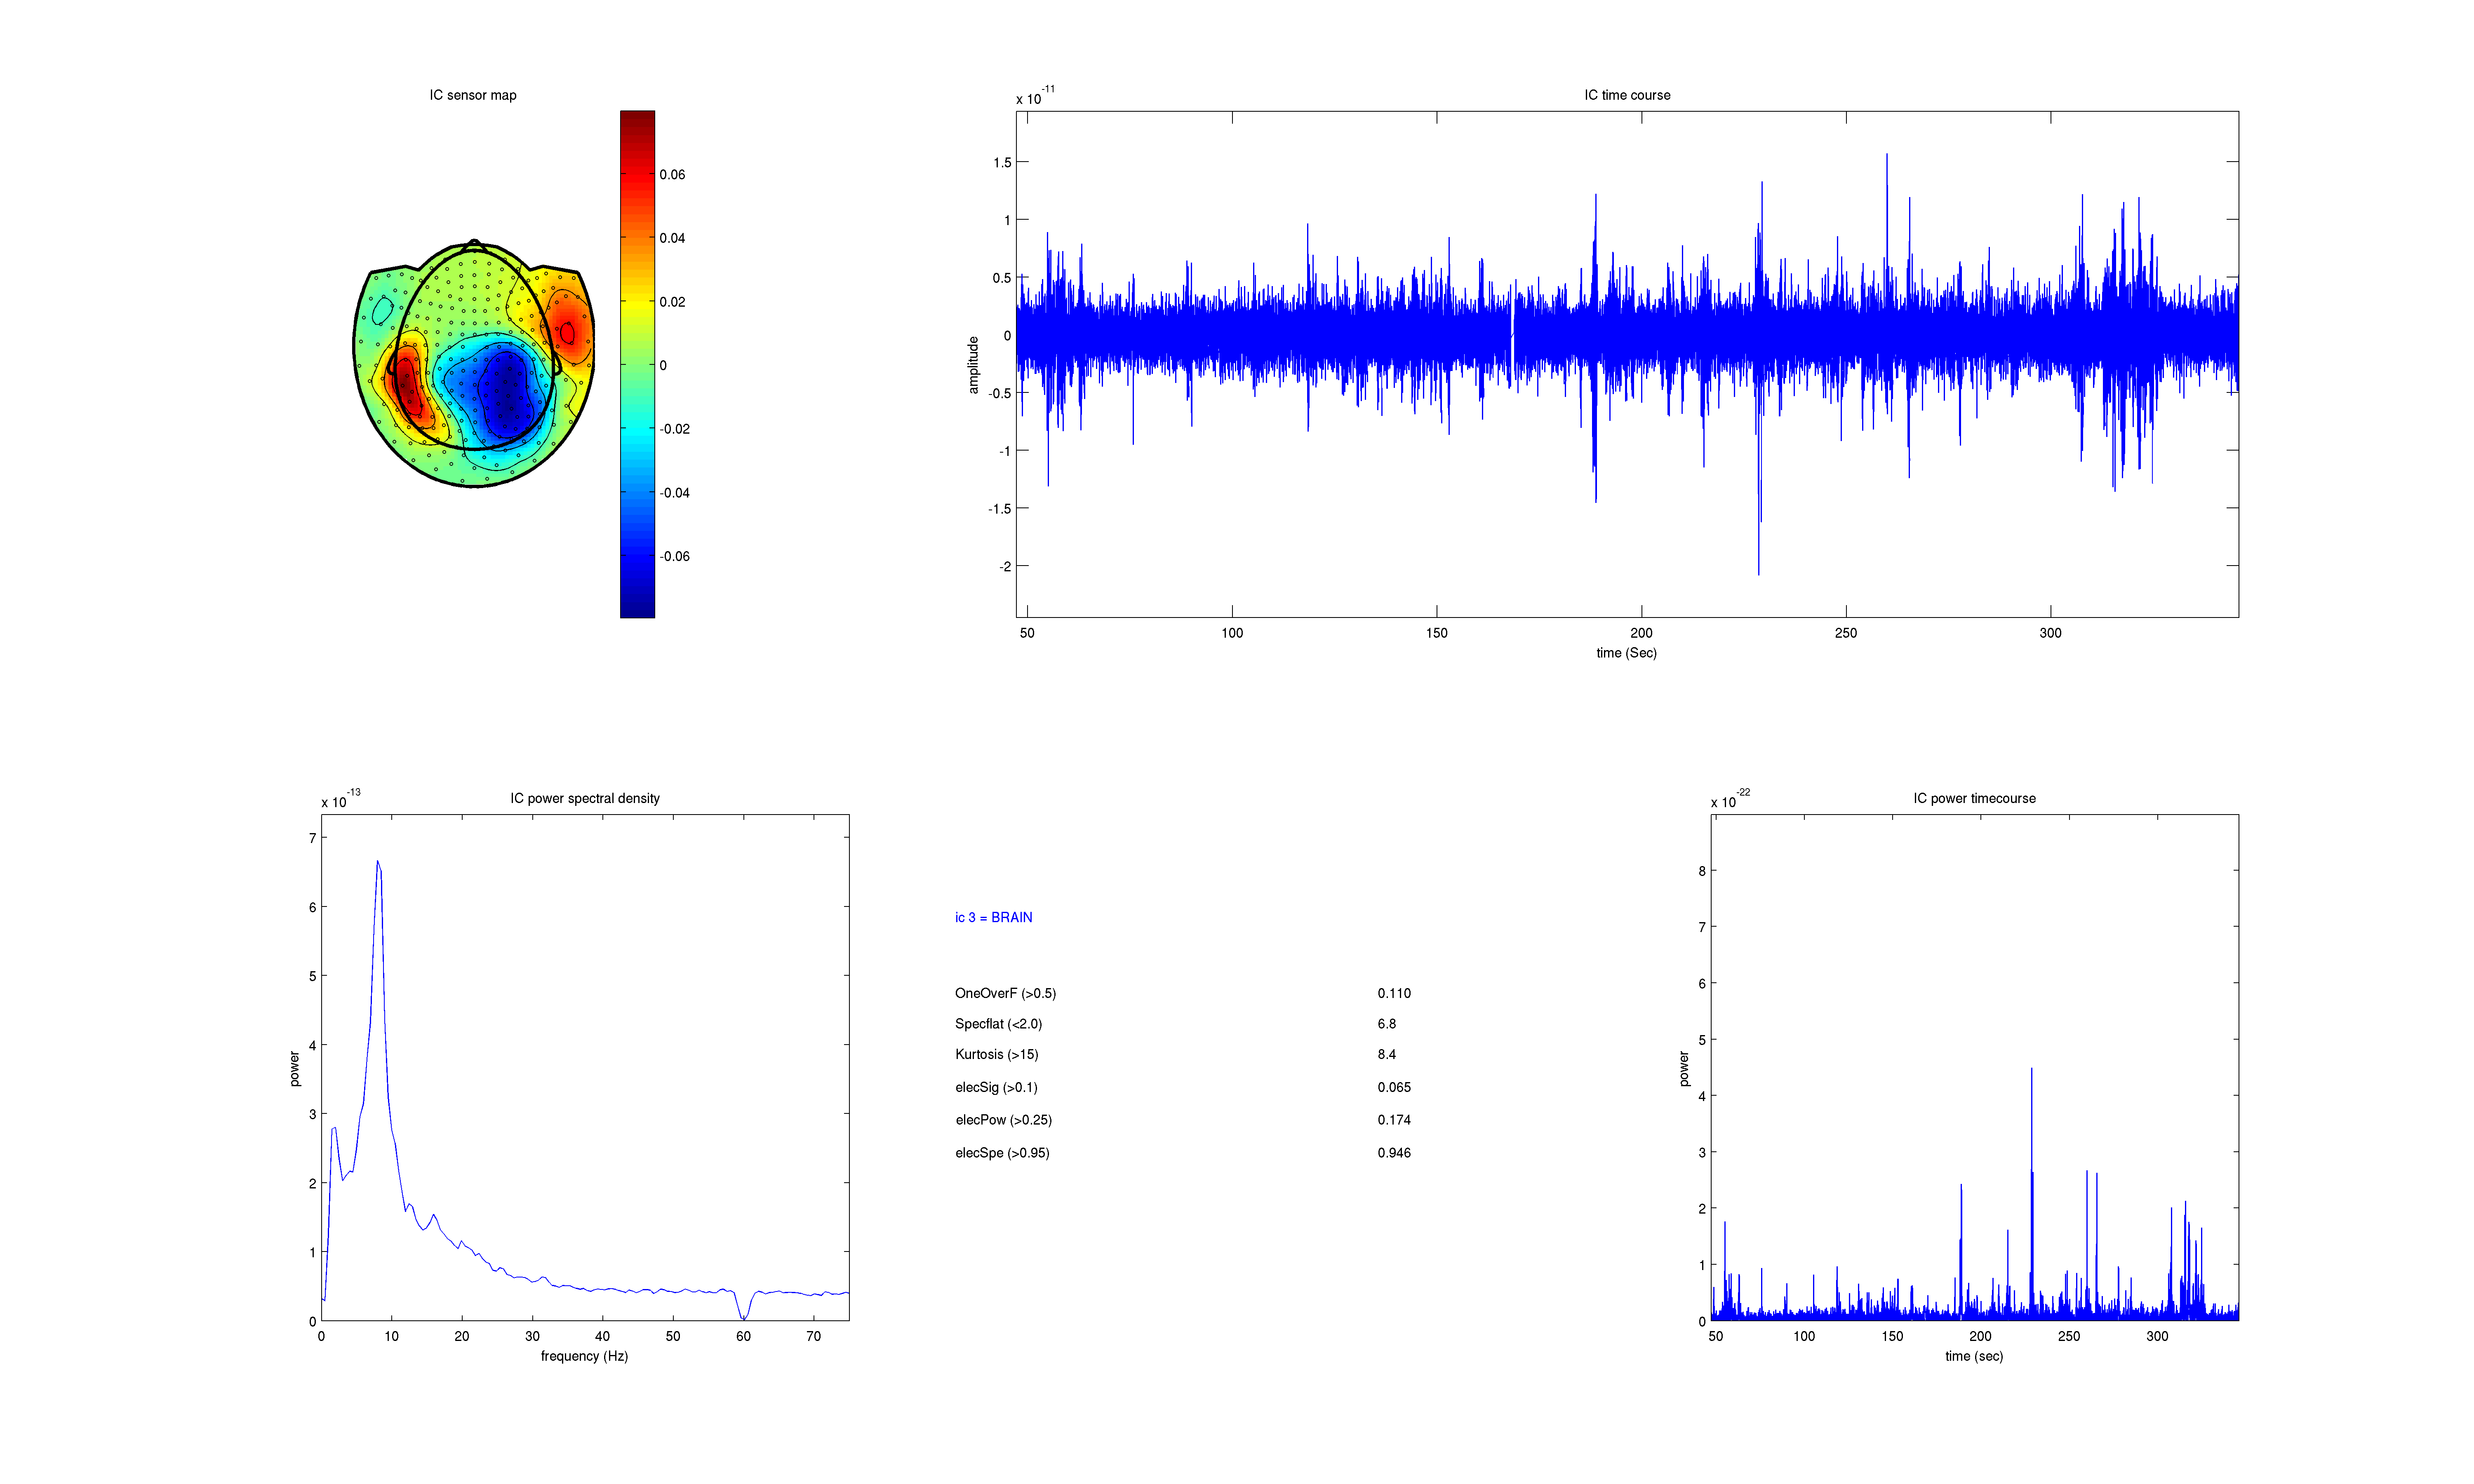 IC sensor map
0.06
0.04
0.02
0
-0.02
-0.04
-0.06
IC time course
x 10^-11
1.5
1
0.5
0
-0.5
-1
-1.5
-2
amplitude
50 100 150 200 250 300
time (Sec)
IC power spectral density
x 10^-13
7
6
5
4
3
2
1
0
power
0 10 20 30 40 50 60 70
frequency (Hz)
ic 3 = BRAIN
OneOverF (>0.5) 0.110
Specflat (<2.0) 6.8
Kurtosis (>15) 8.4
elecSig (>0.1) 0.065
elecPow (>0.25) 0.174
elecSpe (>0.95) 0.946
IC power timecourse
x 10^-22
8
7
6
5
4
3
2
1
0
power
50 100 150 200 250 300
time (sec)